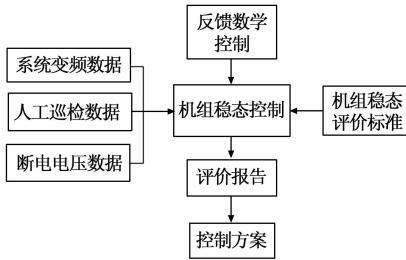 反馈数学
控制
系统变频数据
人工巡检数据
断电电压数据
机组稳态控制
机组稳态
评价标准
评价报告
控制方案